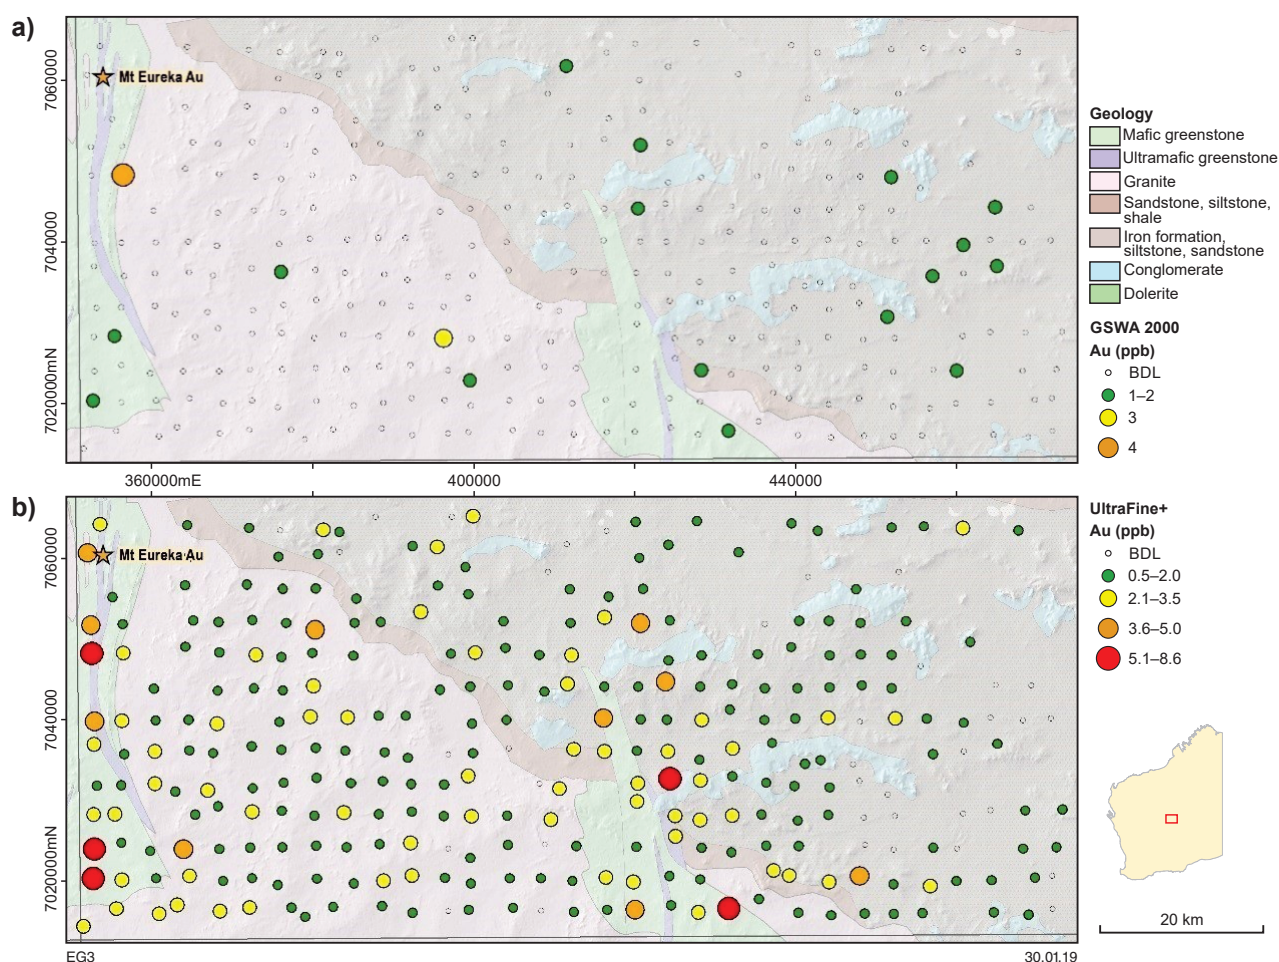 a)
7060000
7040000
7020000mN
Mt Eureka Au
360000mE
400000
440000
Geology
Mafic greenstone
Ultramafic greenstone
Granite
Sandstone, siltstone,
shale
Iron formation,
siltstone, sandstone
Conglomerate
Dolerite
GSWA 2000
Au (ppb)
BDL
1–2
3
4
b)
7060000
7040000
7020000mN
Mt Eureka Au
UltraFine+
Au (ppb)
BDL
0.5–2.0
2.1–3.5
3.6–5.0
5.1–8.6
20 km
EG3
30.01.19